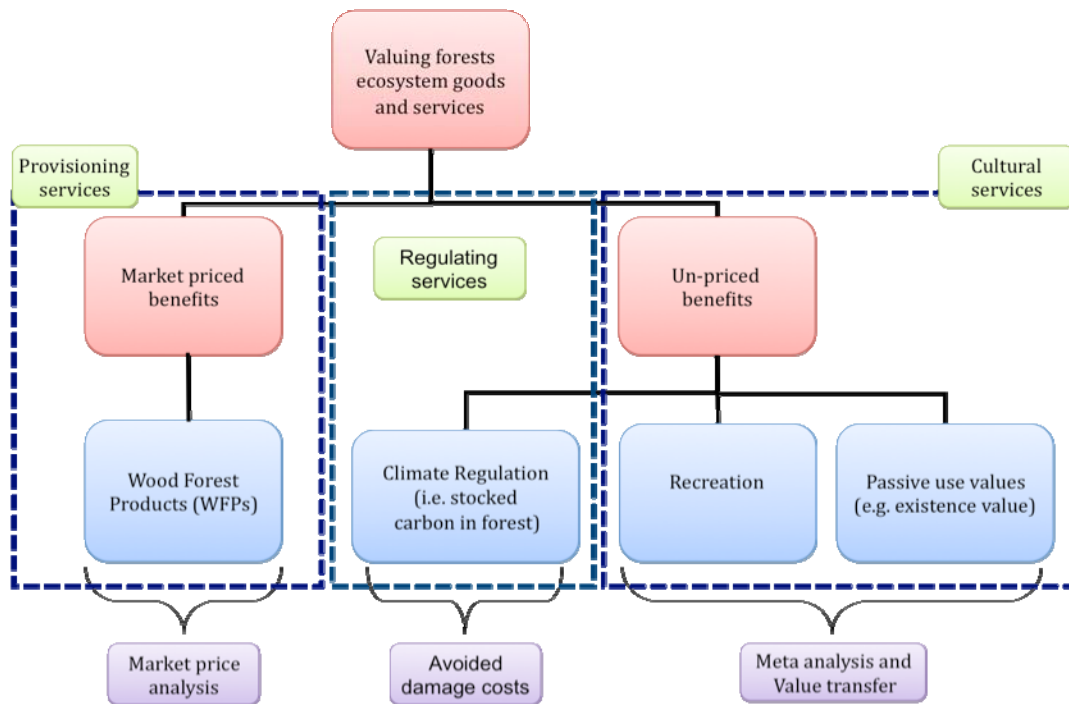 Valuing forests
ecosystem goods
and services
Provisioning
services
Cultural
services
Market priced
benefits
Regulating
services
Un-priced
benefits
Wood Forest
Products (WFPs)
Climate Regulation
(i.e. stocked
carbon in forest)
Recreation
Passive use values
(e.g. existence value)
Market price
analysis
Avoided
damage costs
Meta analysis and
Value transfer